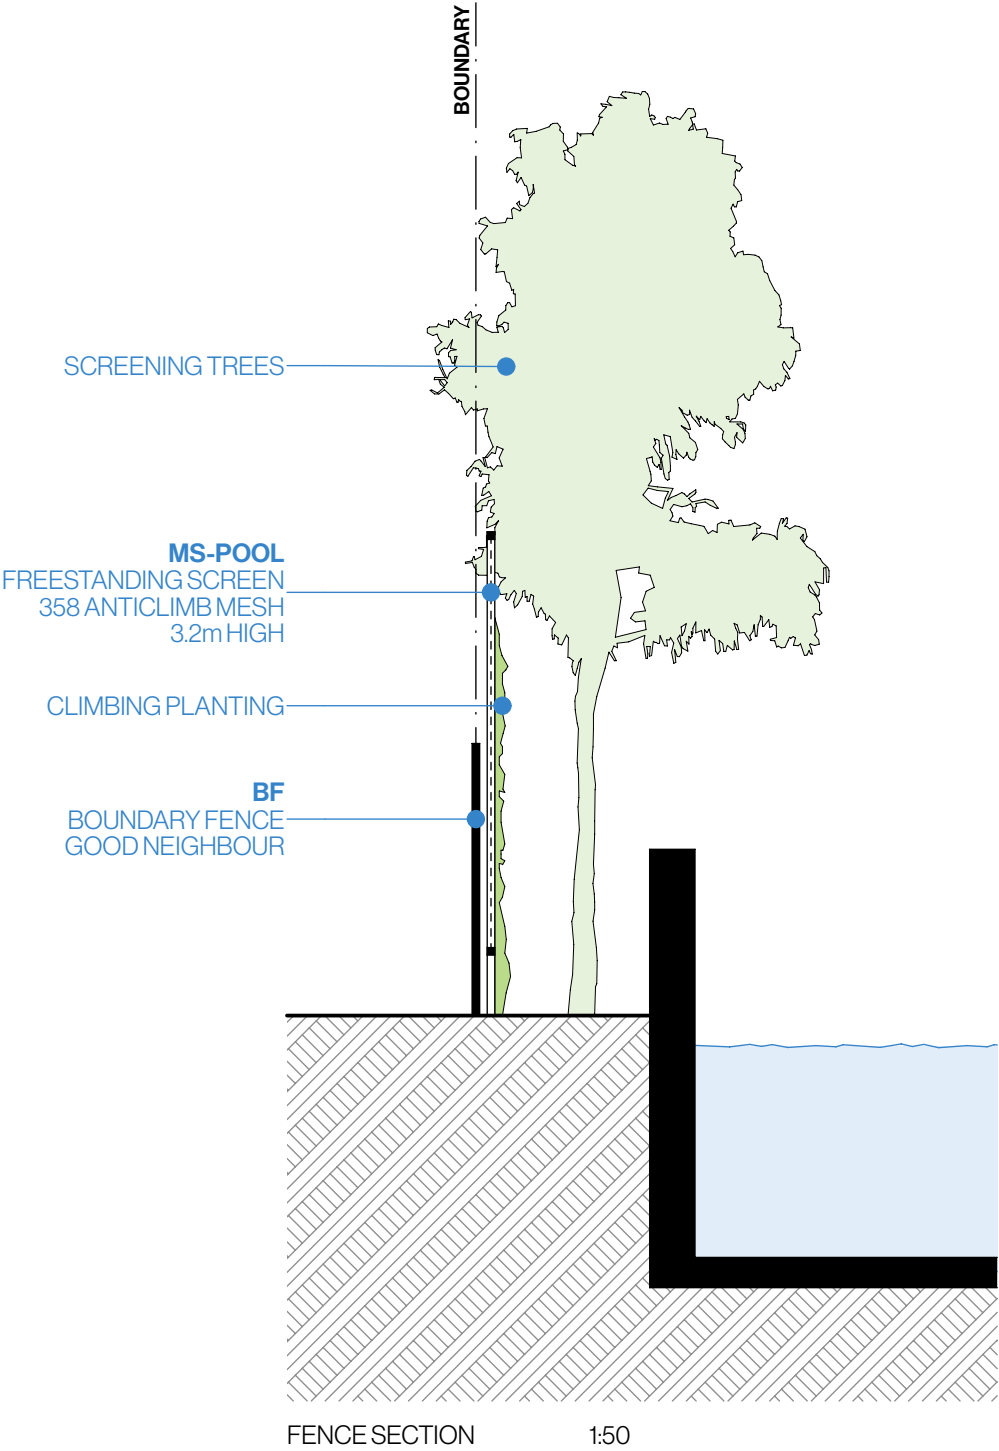 BOUNDARY
SCREENING TREES
MS-POOL
FREESTANDING SCREEN
358 ANTICLIMB MESH
3.2m HIGH
CLIMBING PLANTING
BF
BOUNDARY FENCE
GOOD NEIGHBOUR
FENCE SECTION 1:50